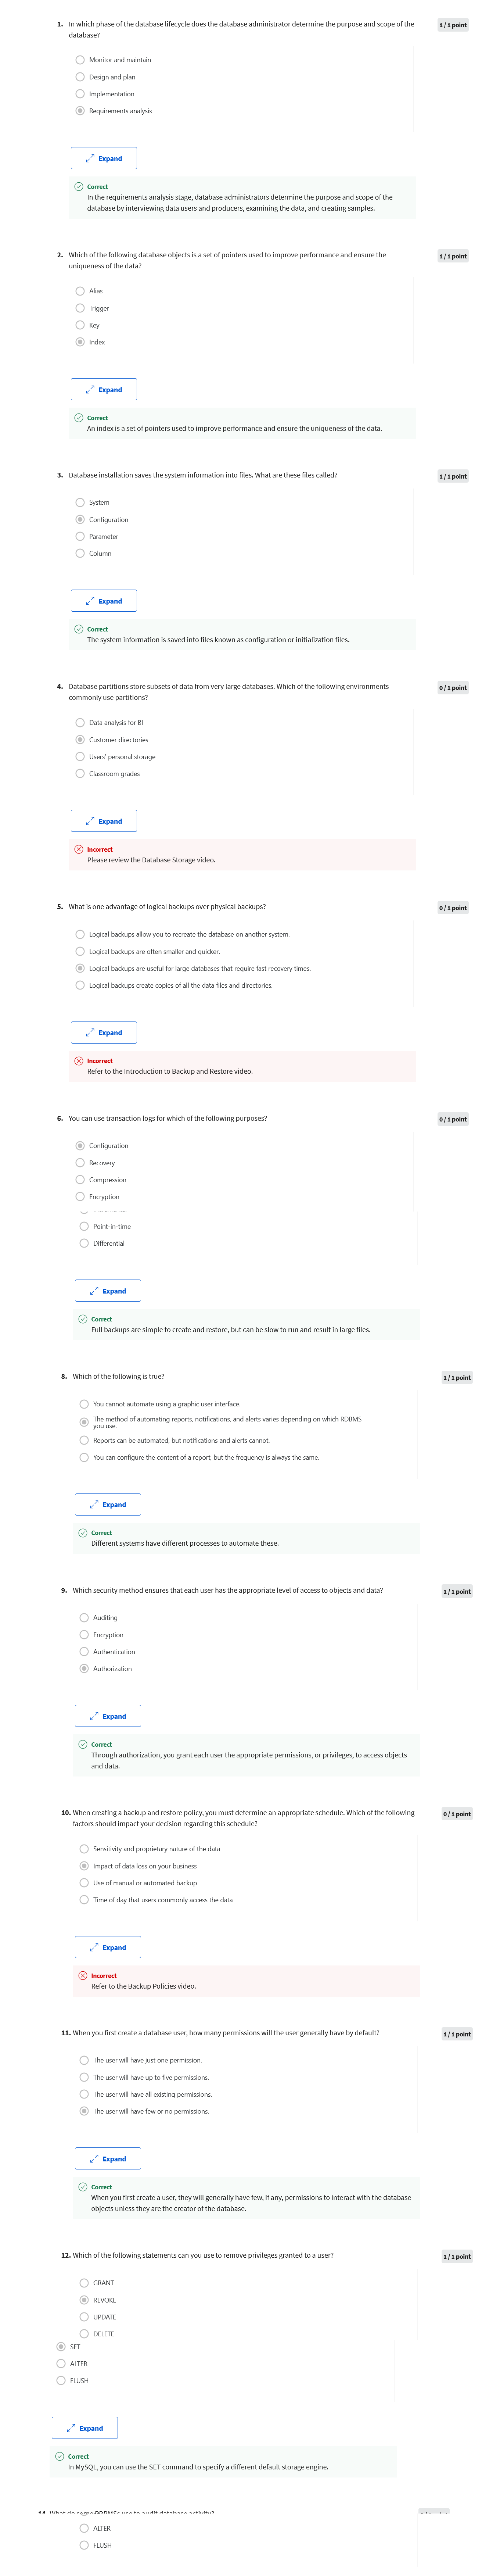 1. In which phase of the database lifecycle does the database administrator determine the purpose and scope of the
database?
1 / 1 point
Monitor and maintain
Design and plan
Implementation
Requirements analysis
Expand
Correct
In the requirements analysis stage, database administrators determine the purpose and scope of the
database by interviewing data users and producers, examining the data, and creating samples.
2. Which of the following database objects is a set of pointers used to improve performance and ensure the
uniqueness of the data?
1 / 1 point
Alias
Trigger
Key
Index
Expand
Correct
An index is a set of pointers used to improve performance and ensure the uniqueness of the data.
3. Database installation saves the system information into files. What are these files called?
1 / 1 point
System
Configuration
Parameter
Column
Expand
Correct
The system information is saved into files known as configuration or initialization files.
4. Database partitions store subsets of data from very large databases. Which of the following environments
commonly use partitions?
0 / 1 point
Data analysis for BI
Customer directories
Users' personal storage
Classroom grades
Expand
Incorrect
Please review the Database Storage video.
5. What is one advantage of logical backups over physical backups?
0 / 1 point
Logical backups allow you to recreate the database on another system.
Logical backups are often smaller and quicker.
Logical backups are useful for large databases that require fast recovery times.
Logical backups create copies of all the data files and directories.
Expand
Incorrect
Refer to the Introduction to Backup and Restore video.
6. You can use transaction logs for which of the following purposes?
0 / 1 point
Configuration
Recovery
Compression
Encryption
Point-in-time
Differential
Expand
Correct
Full backups are simple to create and restore, but can be slow to run and result in large files.
8. Which of the following is true?
1 / 1 point
You cannot automate using a graphic user interface.
The method of automating reports, notifications, and alerts varies depending on which RDBMS
you use.
Reports can be automated, but notifications and alerts cannot.
You can configure the content of a report, but the frequency is always the same.
Expand
Correct
Different systems have different processes to automate these.
9. Which security method ensures that each user has the appropriate level of access to objects and data?
1 / 1 point
Auditing
Encryption
Authentication
Authorization
Expand
Correct
Through authorization, you grant each user the appropriate permissions, or privileges, to access objects
and data.
10. When creating a backup and restore policy, you must determine an appropriate schedule. Which of the following
factors should impact your decision regarding this schedule?
0 / 1 point
Sensitivity and proprietary nature of the data
Impact of data loss on your business
Use of manual or automated backup
Time of day that users commonly access the data
Expand
Incorrect
Refer to the Backup Policies video.
11. When you first create a database user, how many permissions will the user generally have by default?
1 / 1 point
The user will have just one permission.
The user will have up to five permissions.
The user will have all existing permissions.
The user will have few or no permissions.
Expand
Correct
When you first create a user, they will generally have few, if any, permissions to interact with the database
objects unless they are the creator of the database.
12. Which of the following statements can you use to remove privileges granted to a user?
1 / 1 point
GRANT
REVOKE
UPDATE
DELETE
SET
ALTER
FLUSH
Expand
Correct
In MySQL, you can use the SET command to specify a different default storage engine.
14. What do some RDBMSs use to audit database activity?
ALTER
FLUSH